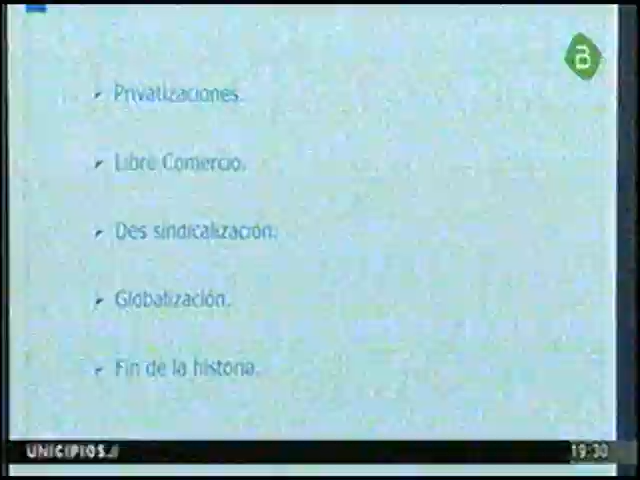 B
Privatizaciones.
Libre Comercio.
Des sindicalización.
Globalización.
Fin de la historia.
UNICIPIOS.//
19:30